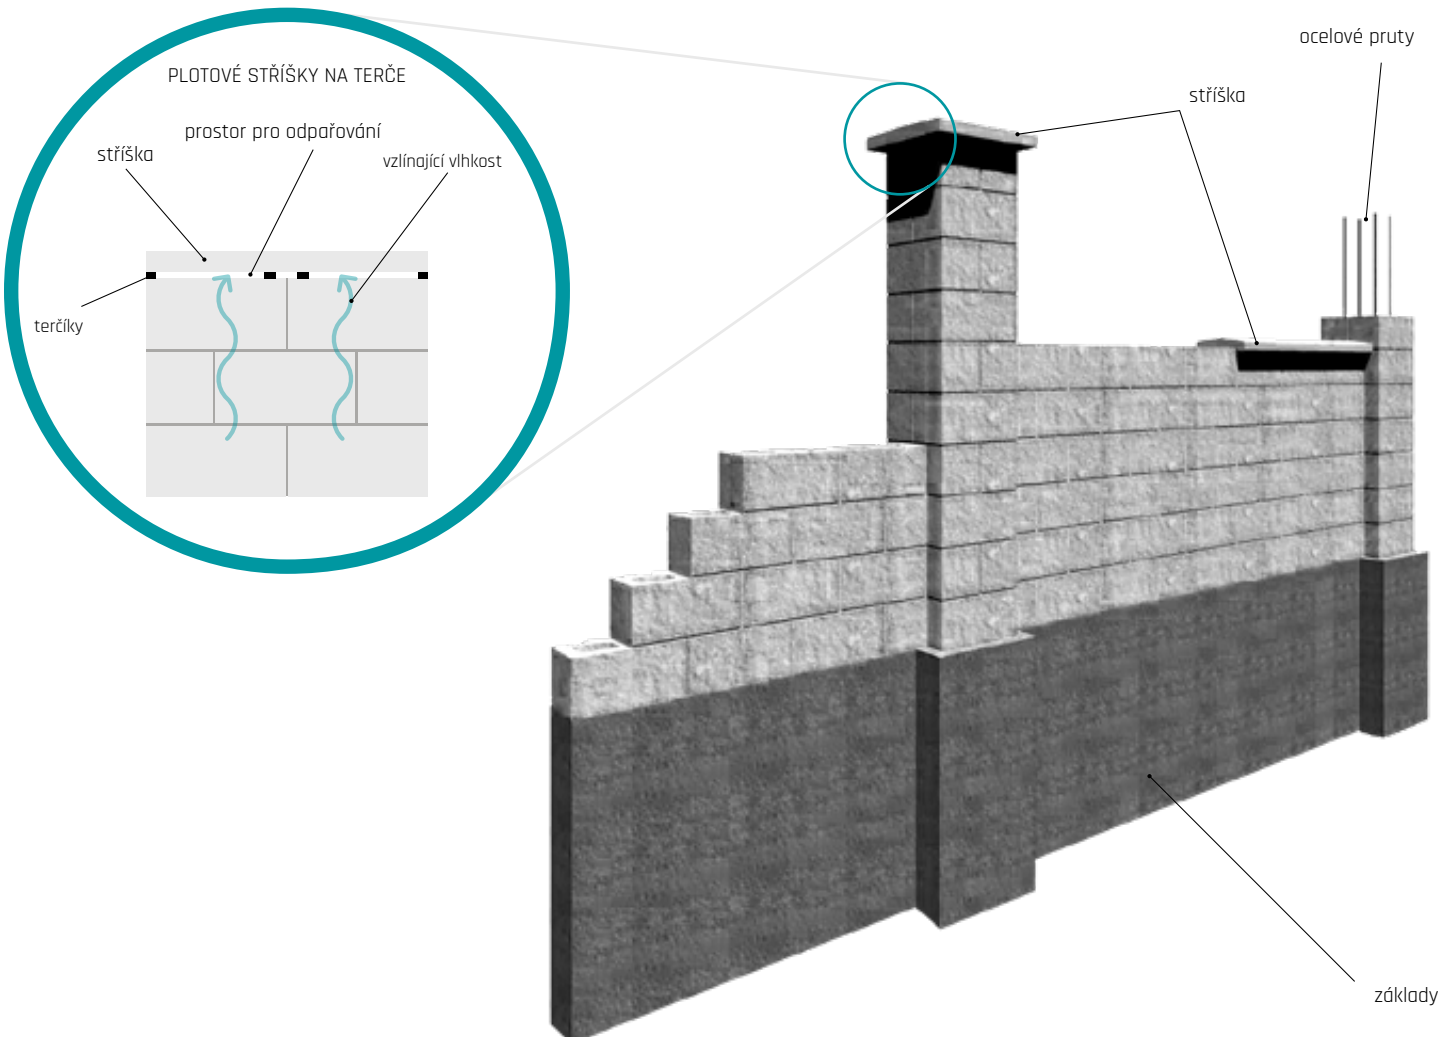 PLOTOVÉ STŘÍŠKY NA TERČE
prostor pro odpařování
stříška
vzlínající vlhkost
terčíky
ocelové pruty
stříška
základy